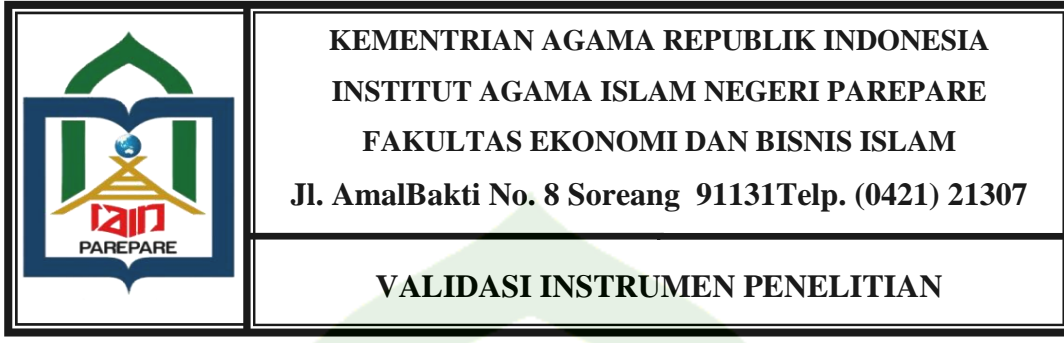 KEMENTRIAN AGAMA REPUBLIK INDONESIA
INSTITUT AGAMA ISLAM NEGERI PAREPARE
FAKULTAS EKONOMI DAN BISNIS ISLAM
Jl. AmalBakti No. 8 Soreang 91131Telp. (0421) 21307
iain
PAREPARE
VALIDASI INSTRUMEN PENELITIAN